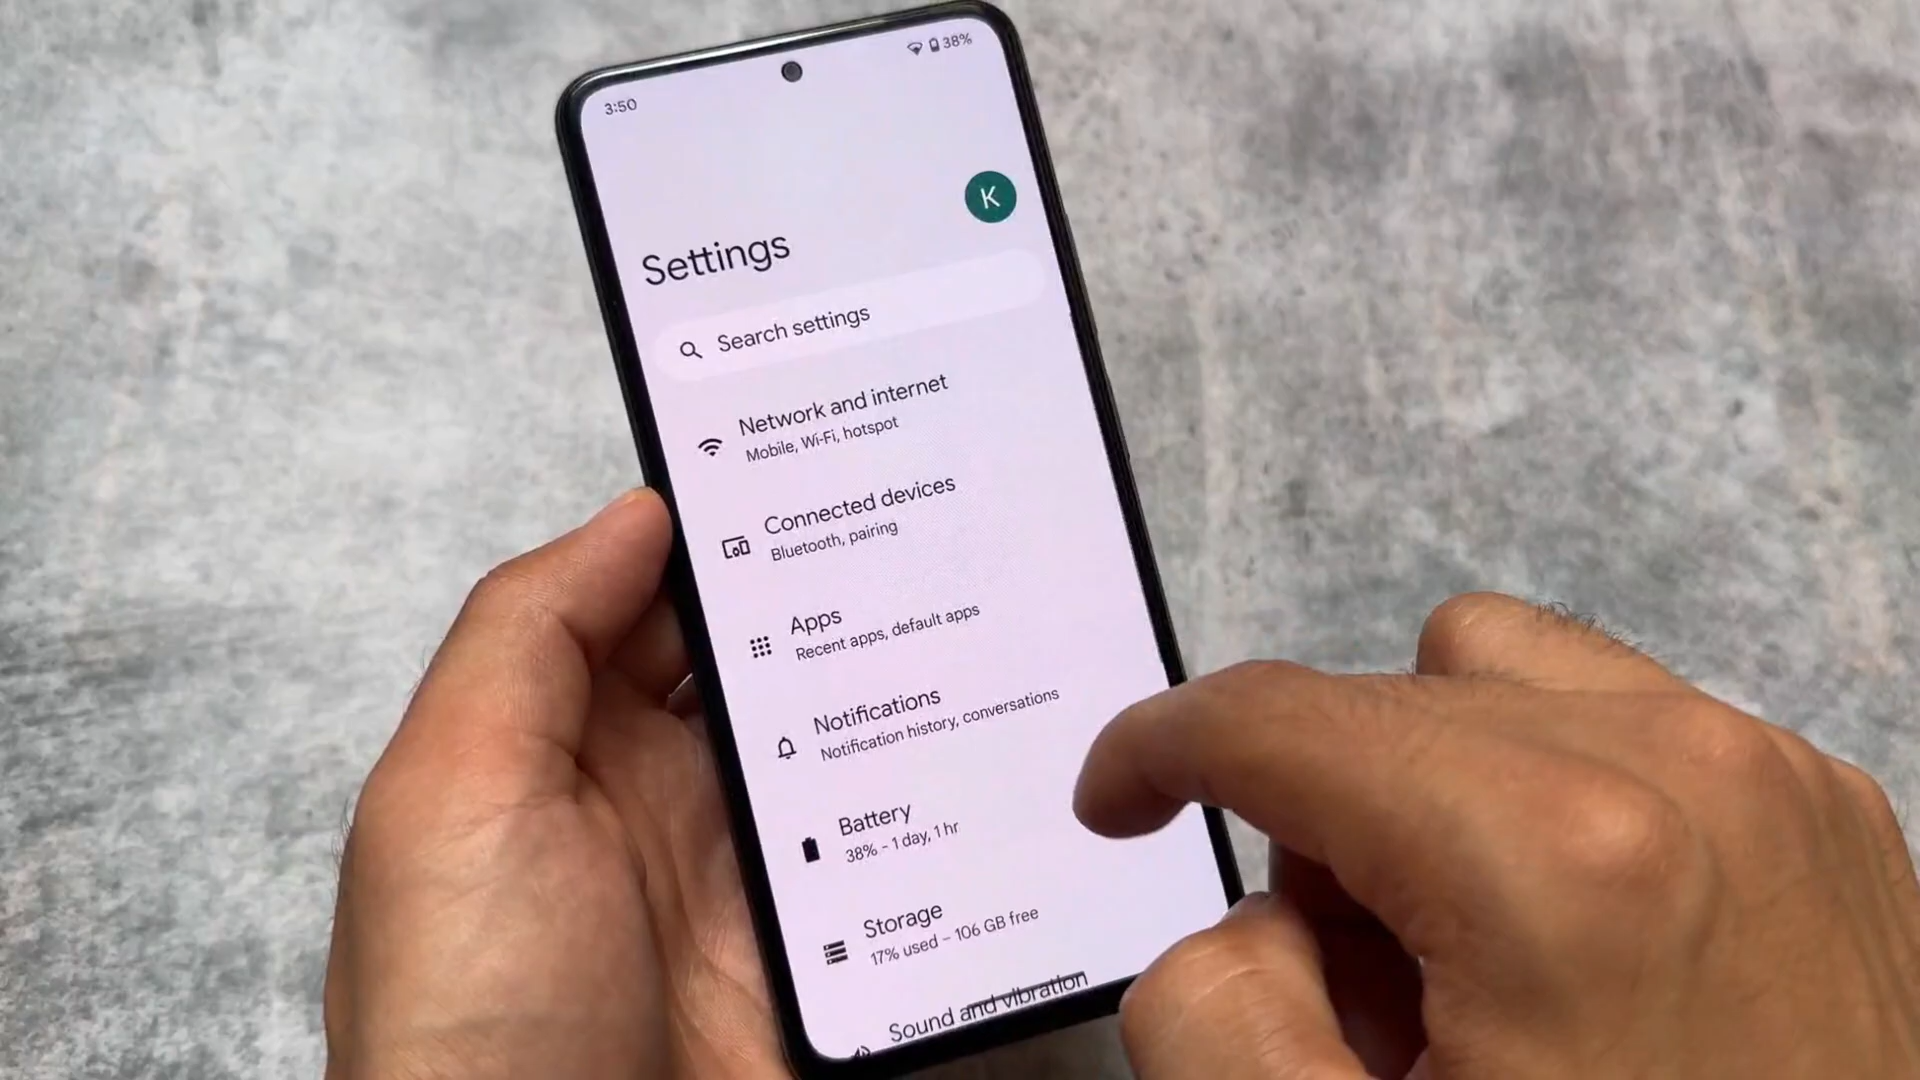 3:50
38%
K
Settings
Search settings
Network and internet
Mobile, Wi-Fi, hotspot
Connected devices
Bluetooth, pairing
Apps
Recent apps, default apps
Notifications
Notification history, conversations
Battery
38% - 1 day, 1 hr
Storage
17% used – 106 GB free
Sound and vibration